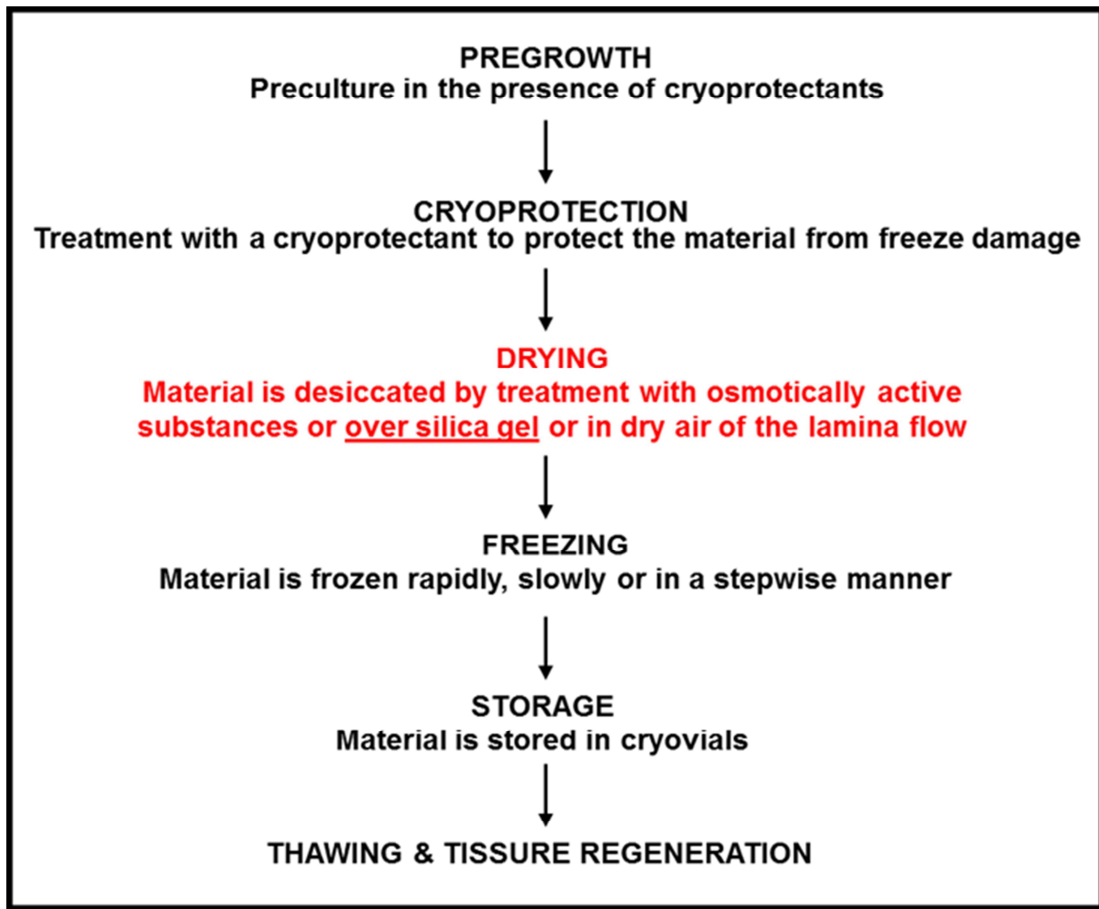 PREGROWTH
Preculture in the presence of cryoprotectants
CRYOPROTECTION
Treatment with a cryoprotectant to protect the material from freeze damage
DRYING
Material is desiccated by treatment with osmotically active
substances or over silica gel or in dry air of the lamina flow
FREEZING
Material is frozen rapidly, slowly or in a stepwise manner
STORAGE
Material is stored in cryovials
THAWING & TISSURE REGENERATION